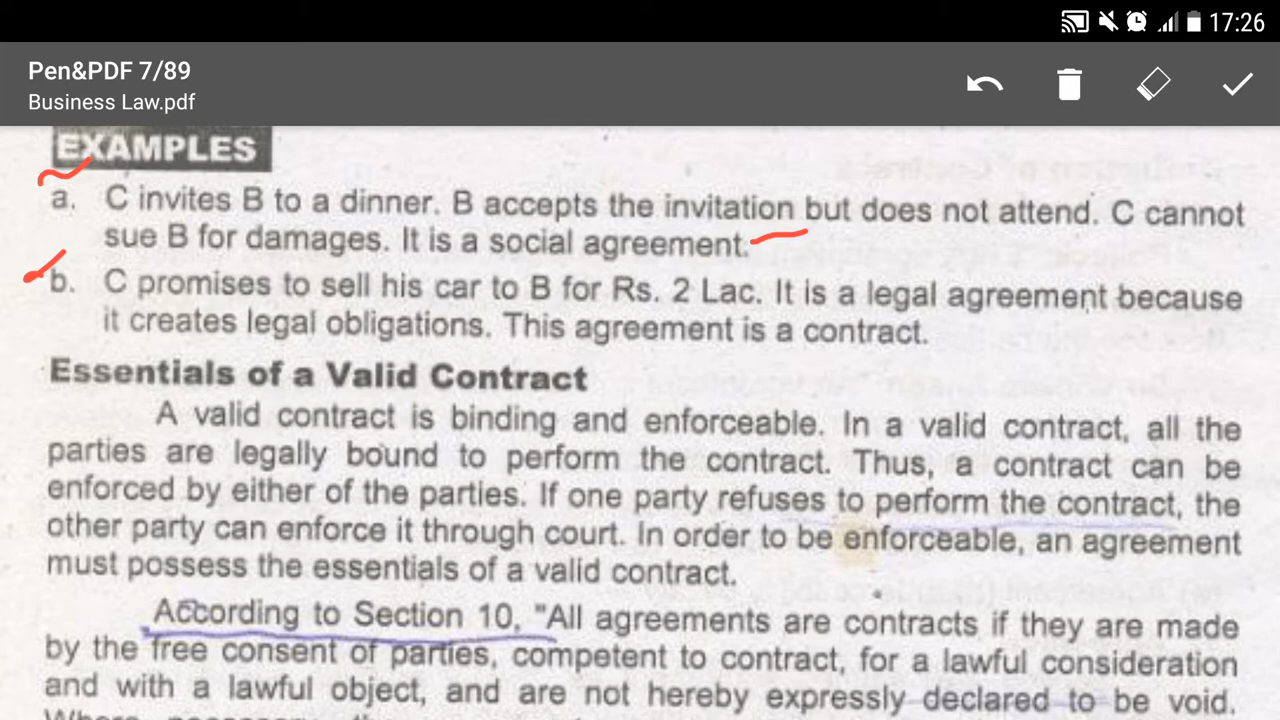 17:26
Pen&PDF 7/89
Business Law.pdf
EXAMPLES
a. C invites B to a dinner. B accepts the invitation but does not attend. C cannot
sue B for damages. It is a social agreement.
b. C promises to sell his car to B for Rs. 2 Lac. It is a legal agreement because
it creates legal obligations. This agreement is a contract.
Essentials of a Valid Contract
A valid contract is binding and enforceable. In a valid contract, all the
parties are legally bound to perform the contract. Thus, a contract can be
enforced by either of the parties. If one party refuses to perform the contract, the
other party can enforce it through court. In order to be enforceable, an agreement
must possess the essentials of a valid contract.
According to Section 10, "All agreements are contracts if they are made
by the free consent of parties, competent to contract, for a lawful consideration
and with a lawful object, and are not hereby expressly declared to be void.